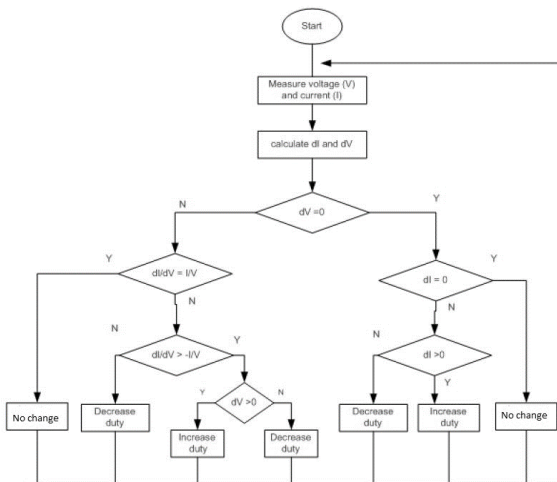 Start
Measure voltage (V)
and current (I)
calculate dI and dV
dV =0
N
Y
dI/dV = I/V
Y
N
dI = 0
Y
N
dI/dV > -I/V
N
Y
dI >0
N
Y
dV >0
Y
N
No change
Decrease
duty
Increase
duty
Decrease
duty
Decrease
duty
Increase
duty
No change